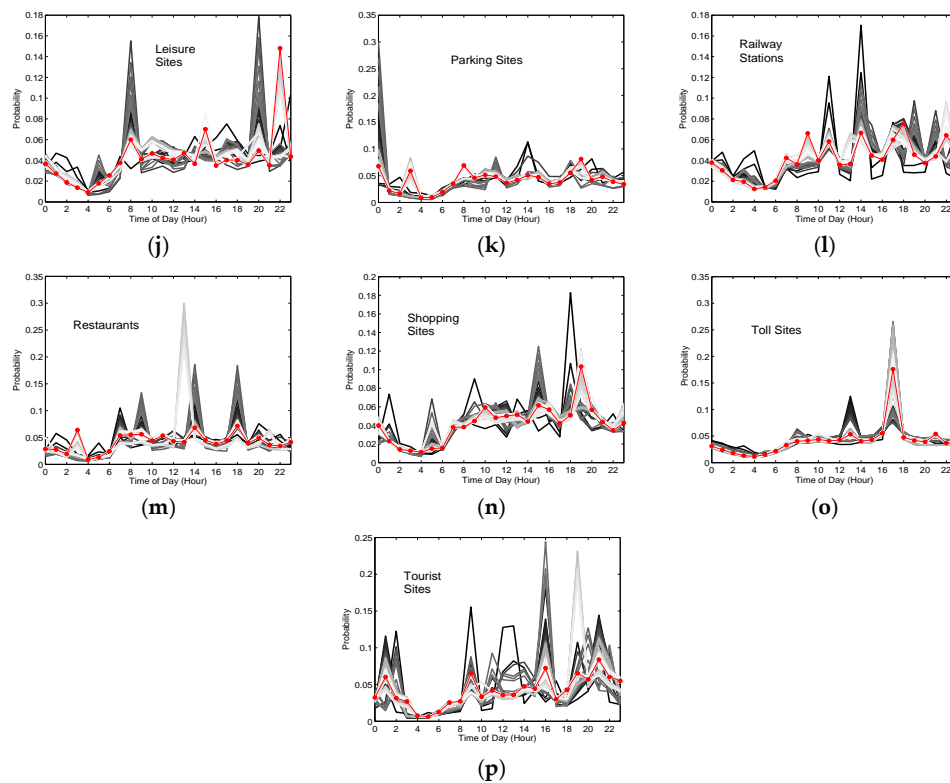 0.18
0.16
0.14
0.12
0.1
0.08
0.06
0.04
0.02
0
Probability
Leisure
Sites
0 2 4 6 8 10 12 14 16 18 20 22
Time of Day (Hour)
(j)
0.35
0.3
0.25
0.2
0.15
0.1
0.05
0
Probability
Parking Sites
0 2 4 6 8 10 12 14 16 18 20 22
Time of Day (Hour)
(k)
0.18
0.16
0.14
0.12
0.1
0.08
0.06
0.04
0.02
0
Probability
Railway
Stations
0 2 4 6 8 10 12 14 16 18 20 22
Time of Day (Hour)
(l)
0.35
0.3
0.25
0.2
0.15
0.1
0.05
0
Probability
Restaurants
0 2 4 6 8 10 12 14 16 18 20 22
Time of Day (Hour)
(m)
0.2
0.18
0.16
0.14
0.12
0.1
0.08
0.06
0.04
0.02
0
Probability
Shopping
Sites
0 2 4 6 8 10 12 14 16 18 20 22
Time of Day (Hour)
(n)
0.35
0.3
0.25
0.2
0.15
0.1
0.05
0
Probability
Toll Sites
0 2 4 6 8 10 12 14 16 18 20 22
Time of Day (Hour)
(o)
0.25
0.2
0.15
0.1
0.05
0
Probability
Tourist
Sites
0 2 4 6 8 10 12 14 16 18 20 22
Time of Day (Hour)
(p)